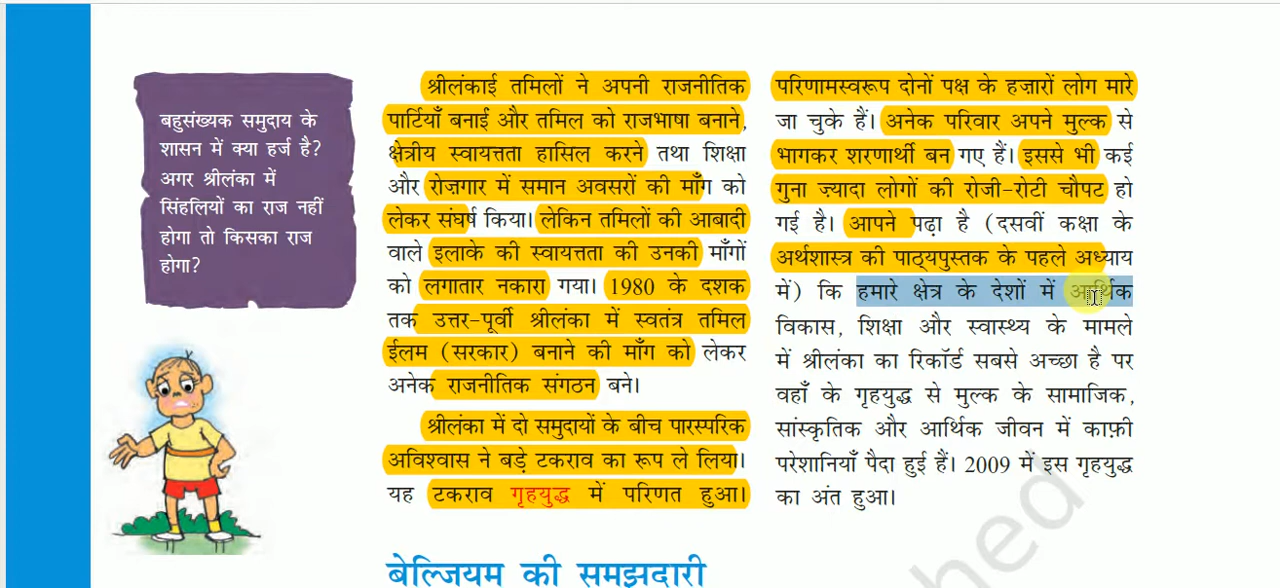 बहुसंख्यक समुदाय के
शासन में क्या हर्ज है?
अगर श्रीलंका में
सिंहलियों का राज नहीं
होगा तो किसका राज
होगा?
श्रीलंकाई तमिलों ने अपनी राजनीतिक
पार्टियाँ बनाईं और तमिल को राजभाषा बनाने,
क्षेत्रीय स्वायत्तता हासिल करने तथा शिक्षा
और रोज़गार में समान अवसरों की माँग को
लेकर संघर्ष किया। लेकिन तमिलों की आबादी
वाले इलाके की स्वायत्तता की उनकी माँगों
को लगातार नकारा गया। 1980 के दशक
तक उत्तर-पूर्वी श्रीलंका में स्वतंत्र तमिल
ईलम (सरकार) बनाने की माँग को लेकर
अनेक राजनीतिक संगठन बने।
श्रीलंका में दो समुदायों के बीच पारस्परिक
अविश्वास ने बड़े टकराव का रूप ले लिया।
यह टकराव गृहयुद्ध में परिणत हुआ।
परिणामस्वरूप दोनों पक्ष के हजारों लोग मारे
जा चुके हैं। अनेक परिवार अपने मुल्क से
भागकर शरणार्थी बन गए हैं। इससे भी कई
गुना ज़्यादा लोगों की रोजी-रोटी चौपट हो
गई है। आपने पढ़ा है (दसवीं कक्षा के
अर्थशास्त्र की पाठ्यपुस्तक के पहले अध्याय
में) कि हमारे क्षेत्र के देशों में आर्थिक
विकास, शिक्षा और स्वास्थ्य के मामले
में श्रीलंका का रिकॉर्ड सबसे अच्छा है पर
वहाँ के गृहयुद्ध से मुल्क के सामाजिक,
सांस्कृतिक और आर्थिक जीवन में काफ़ी
परेशानियाँ पैदा हुई हैं। 2009 में इस गृहयुद्ध
का अंत हुआ।
बेल्जियम की समझदारी
shed